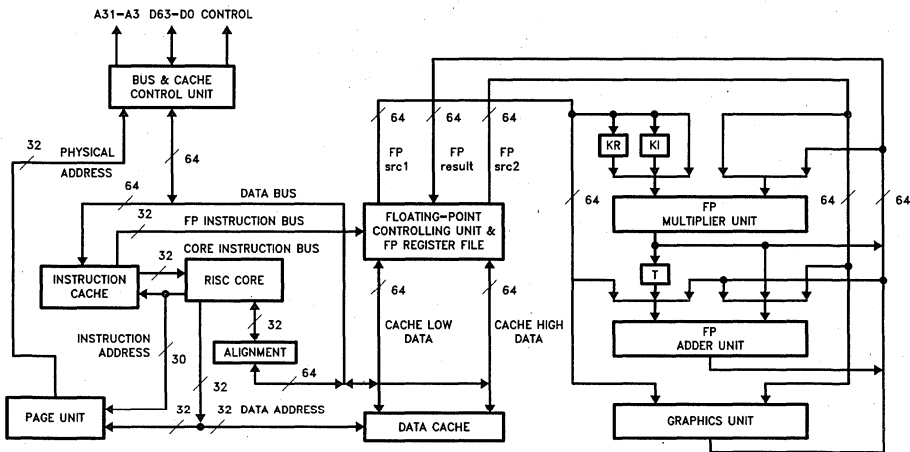 A31-A3 D63-D0 CONTROL
BUS & CACHE
CONTROL UNIT
32
PHYSICAL
ADDRESS
64
64
DATA BUS
32
FP INSTRUCTION BUS
CORE INSTRUCTION BUS
INSTRUCTION
CACHE
32
RISC CORE
INSTRUCTION
ADDRESS
30
32
ALIGNMENT
32
64
PAGE UNIT
32
32
DATA ADDRESS
64
64
64
FP
src1
FP
result
FP
src2
FLOATING-POINT
CONTROLLING UNIT &
FP REGISTER FILE
64
64
CACHE LOW
DATA
CACHE HIGH
DATA
DATA CACHE
KR
KI
64
FP
MULTIPLIER UNIT
64
64
T
FP
ADDER UNIT
GRAPHICS UNIT